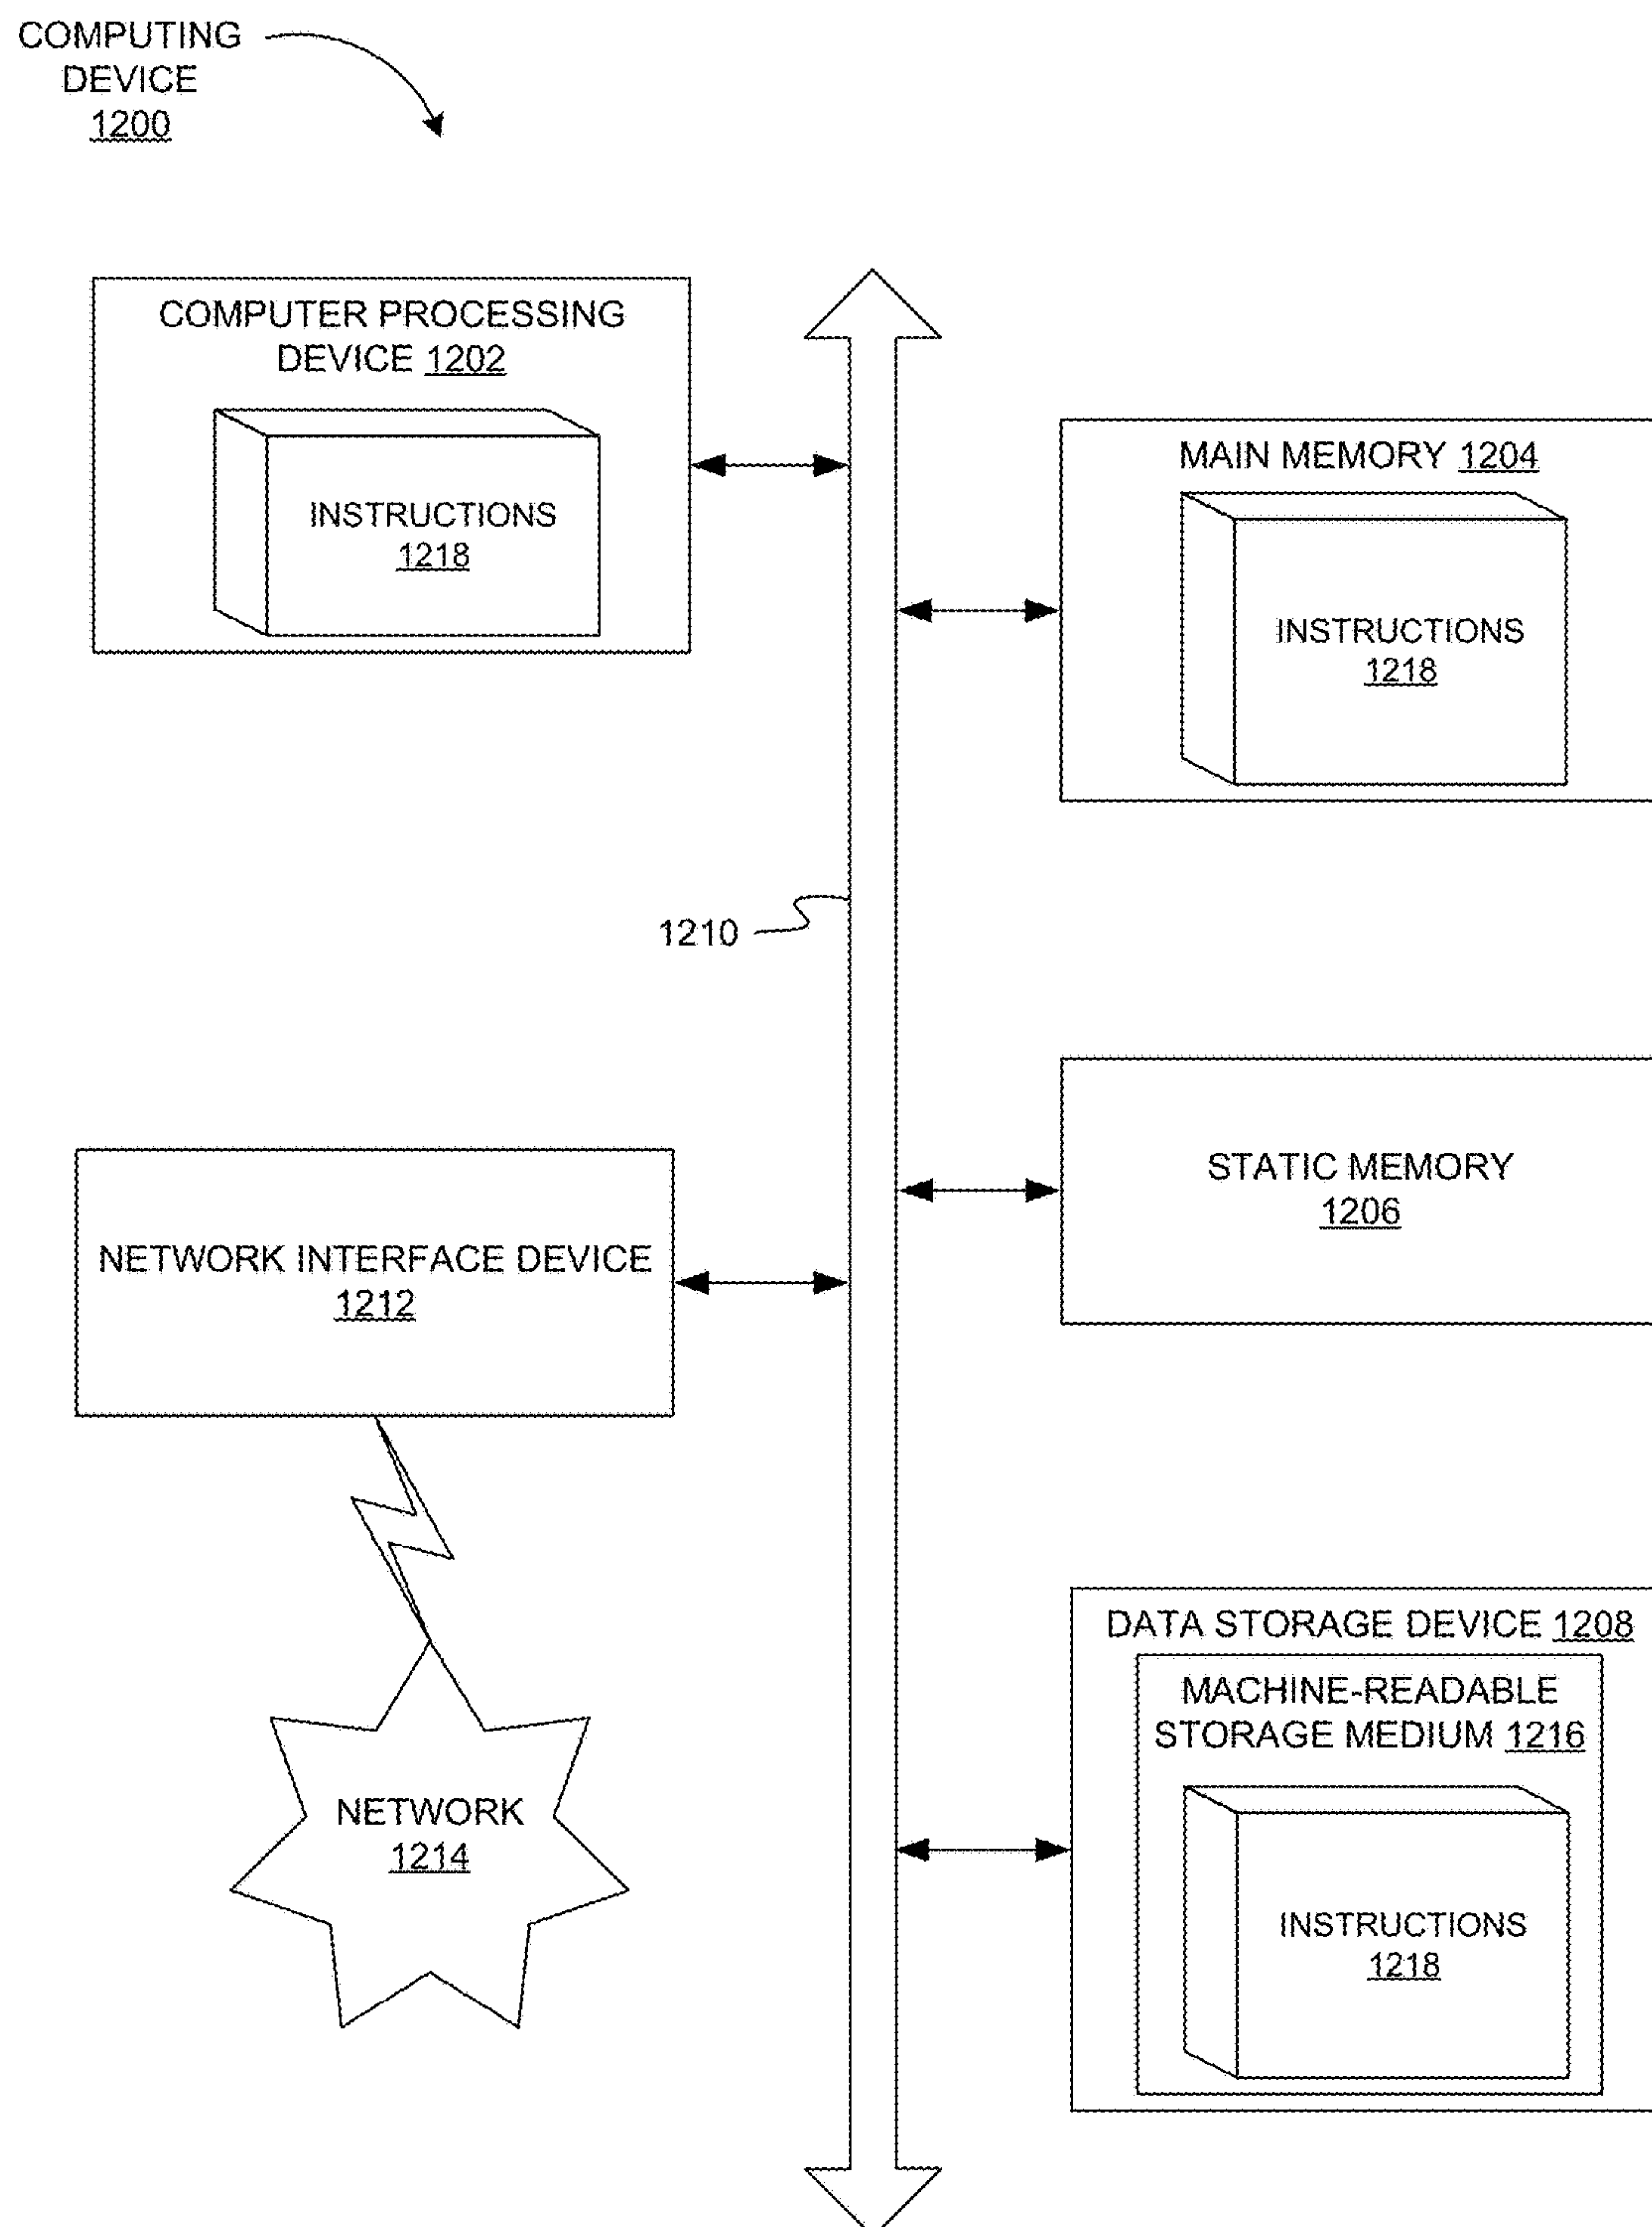 COMPUTING
DEVICE
1200
COMPUTER PROCESSING
DEVICE 1202
INSTRUCTIONS
1218
MAIN MEMORY 1204
INSTRUCTIONS
1218
1210
STATIC MEMORY
1206
NETWORK INTERFACE DEVICE
1212
DATA STORAGE DEVICE 1208
MACHINE-READABLE
STORAGE MEDIUM 1216
INSTRUCTIONS
1218
NETWORK
1214